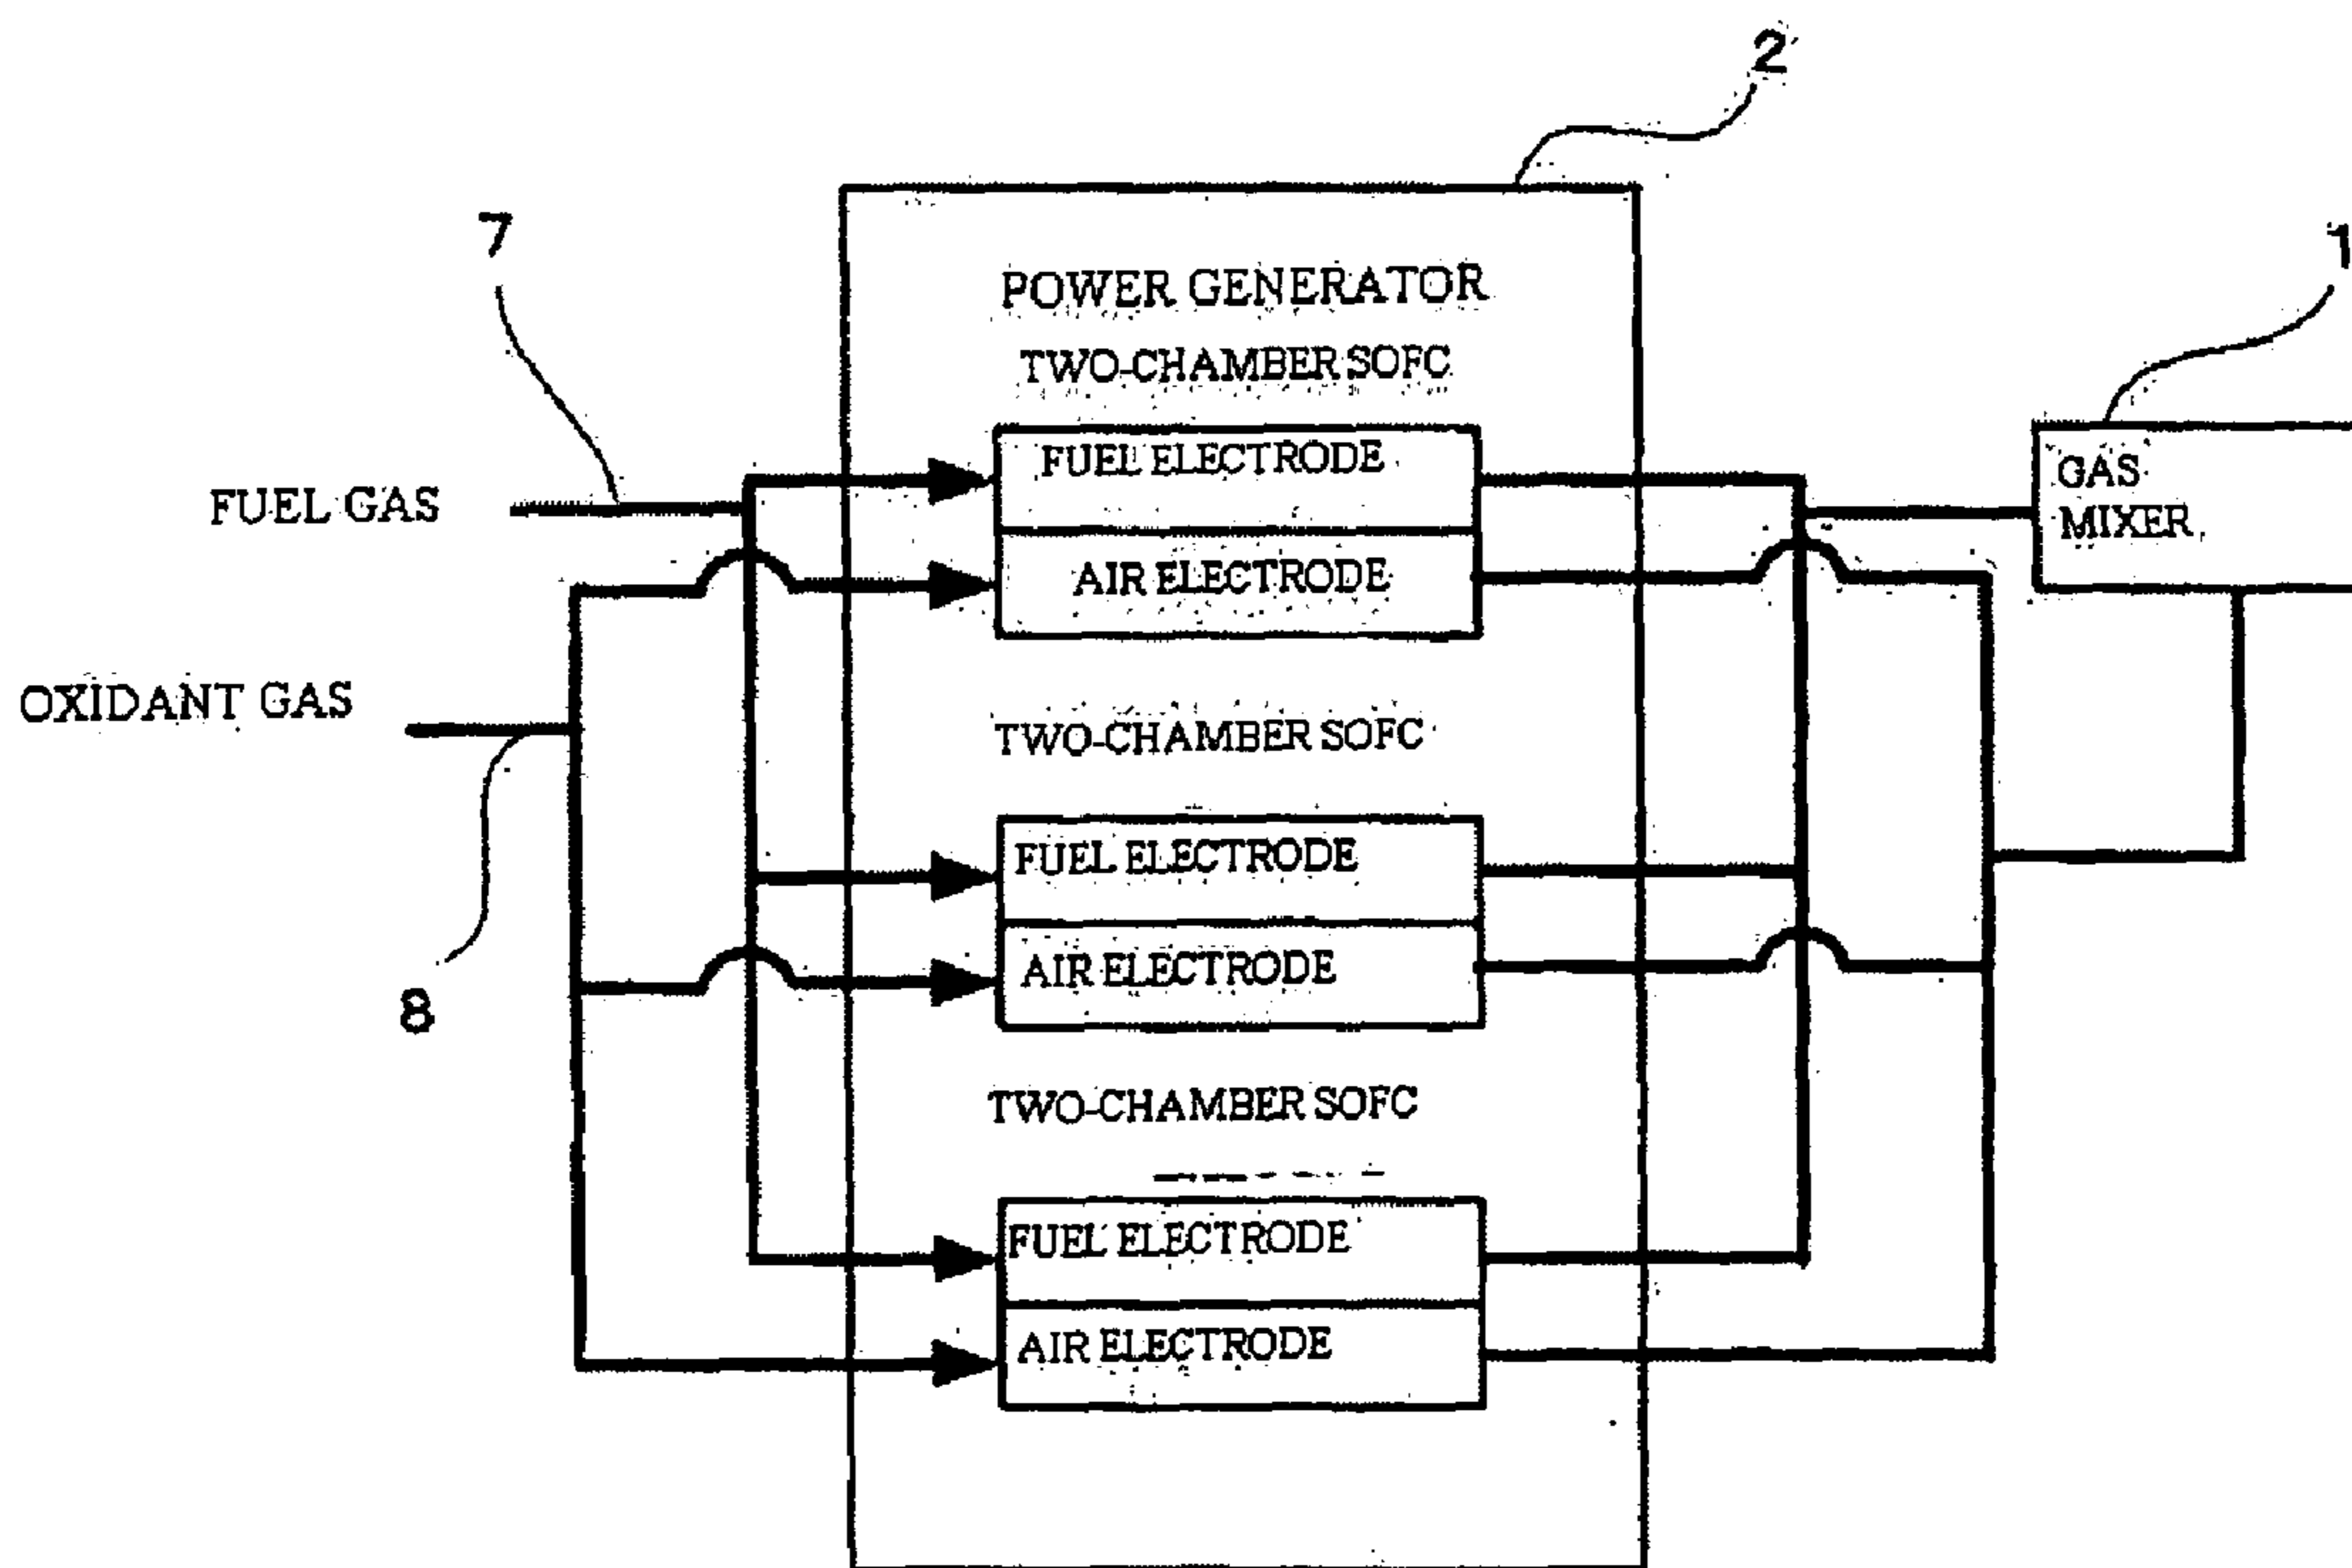 2
7
1
POWER GENERATOR
TWO-CHAMBER SOFC
FUEL ELECTRODE
GAS
MIXER
FUEL GAS
AIR ELECTRODE
OXIDANT GAS
TWO-CHAMBER SOFC
FUEL ELECTRODE
AIR ELECTRODE
8
TWO-CHAMBER SOFC
FUEL ELECTRODE
AIR ELECTRODE